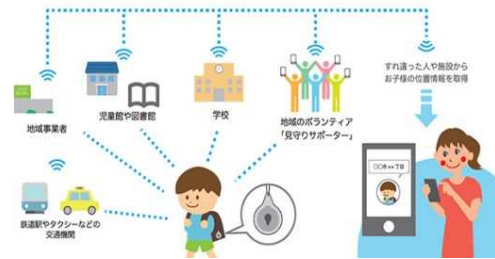 すれ違った人や施設から
お子様の位置情報を取得
地域事業者
児童館や図書館
学校
地域のボランティア
「見守りサポーター」
鉄道駅やタクシーなどの
交通機関